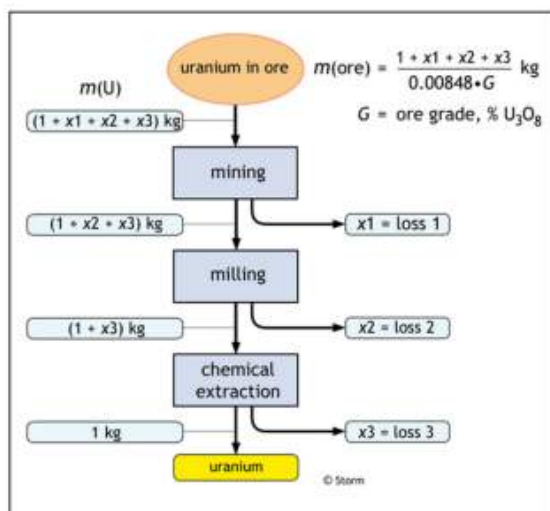 uranium in ore
m(ore) = 1 + x1 + x2 + x3 / 0.00848•G kg
G = ore grade, % U₃O₈
m(U)
(1 + x1 + x2 + x3) kg
mining
(1 + x2 + x3) kg
x1 = loss 1
milling
(1 + x3) kg
x2 = loss 2
chemical
extraction
1 kg
x3 = loss 3
uranium
© Storm